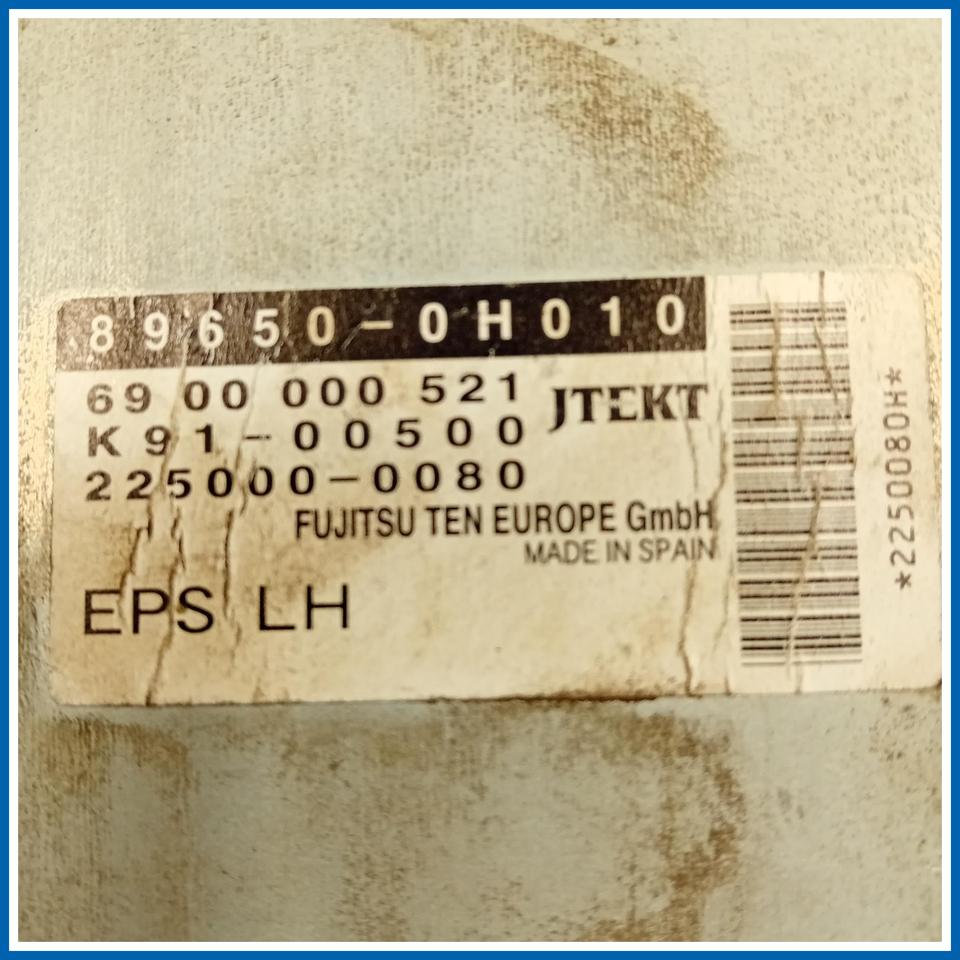 89650-0H010
69 00 000 521
JTEKT
K91-00500
225000-0080
FUJITSU TEN EUROPE GmbH
MADE IN SPAIN
EPS LH
*2250080H*